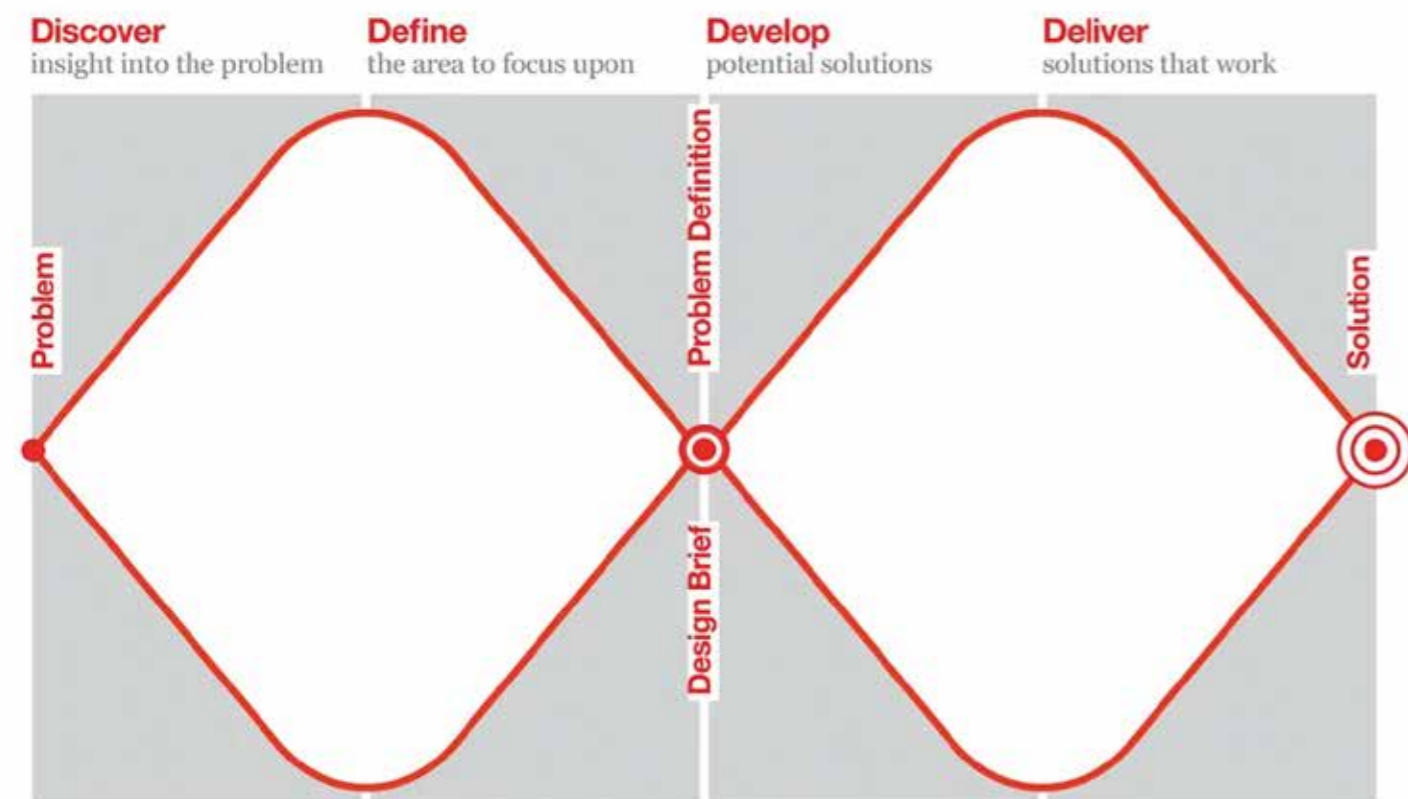 Discover
insight into the problem
Define
the area to focus upon
Develop
potential solutions
Deliver
solutions that work
Problem
Problem Definition
Design Brief
Solution